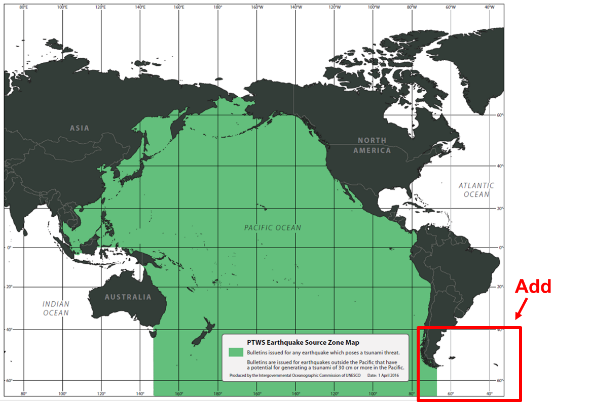 80°E 100°E 120°E 140°E 160°E 180° 160°W 140°W 120°W 100°W 80°W 60°W 40°W
60°
40°
20°
0°
20°
40°
60°
ASIA
NORTH
AMERICA
ATLANTIC
OCEAN
PACIFIC OCEAN
AUSTRALIA
INDIAN
OCEAN
Add
PTWS Earthquake Source Zone Map
Bulletins issued for any earthquake which poses a tsunami threat.
Bulletins are issued for earthquakes outside the Pacific that have
a potential for generating a tsunami of 30 cm or more in the Pacific.
Produced by the Intergovernmental Oceanographic Commission of UNESCO Date: 1 April 2016